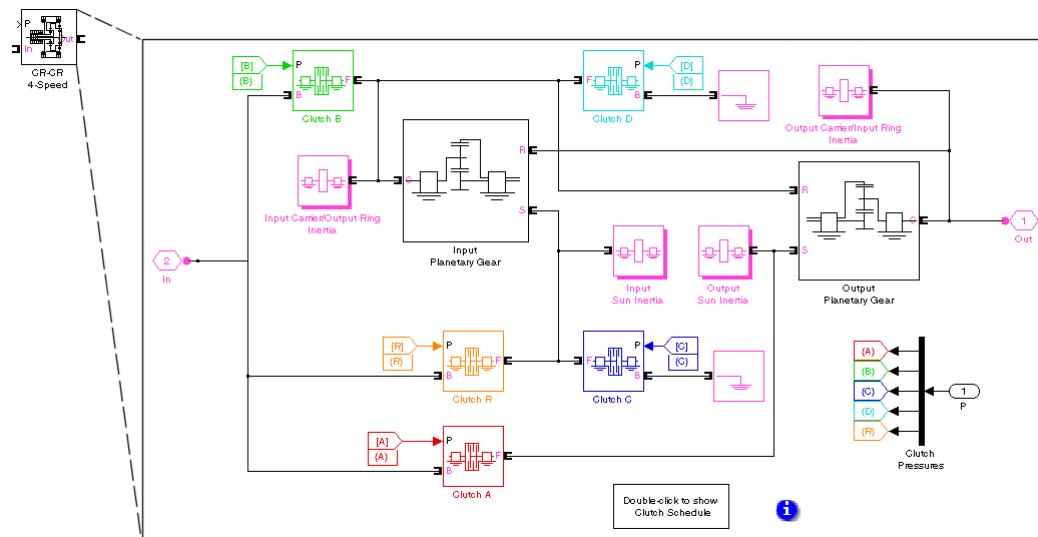 P
In
Out
CR-CR
4-Speed
[B]
{B}
P
F
B
Clutch B
[D]
{D}
P
F
B
Clutch D
Output Carrier/Input Ring
Inertia
C
R
S
Input
Planetary Gear
Input Carrier/Output Ring
Inertia
2
In
Input
Sun Inertia
Output
Sun Inertia
R
S
C
Output
Planetary Gear
1
Out
[R]
{R}
P
F
B
Clutch R
[C]
{C}
P
F
B
Clutch C
[A]
{A}
P
F
B
Clutch A
{A}
{B}
{C}
{D}
{R}
1
P
Clutch
Pressures
Double-click to show
Clutch Schedule
i